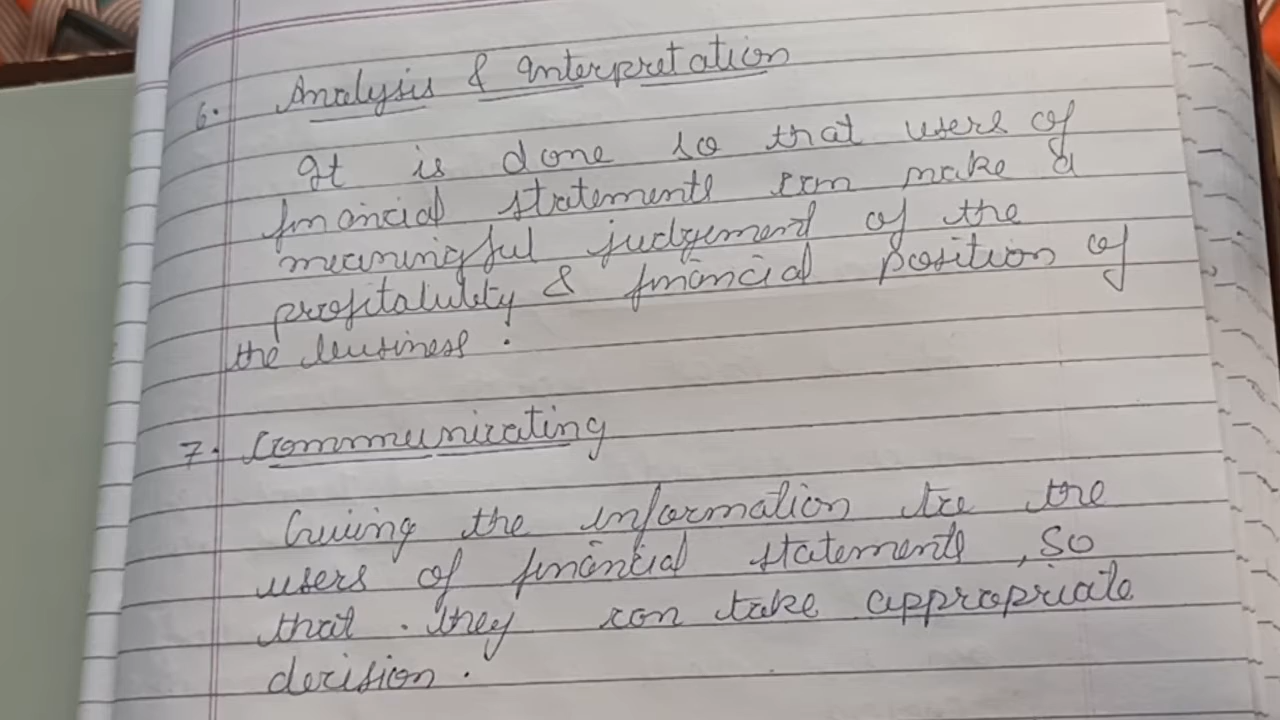 6. Analysis & Interpretation
It is done so that users of
financial statements can make a
meaningful judgement of the
profitability & financial position of
the business.
7. Communicating
Giving the information to the
users of financial statements, so
that. they can take appropriate
decision.